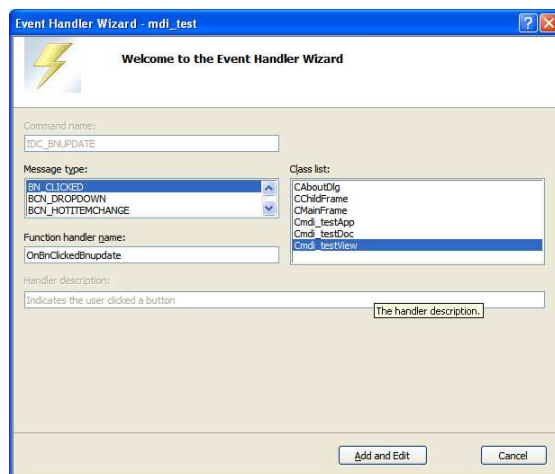 Event Handler Wizard - mdi_test
Welcome to the Event Handler Wizard
Command name:
IDC_BNUPDATE
Message type:
BN_CLICKED
BCN_DROPDOWN
BCN_HOTITEMCHANGE
Class list:
CAboutDlg
CChildFrame
CMainFrame
Cmdi_testApp
Cmdi_testDoc
Cmdi_testView
Function handler name:
OnBnClickedBnupdate
Handler description:
Indicates the user clicked a button
The handler description.
Add and Edit
Cancel